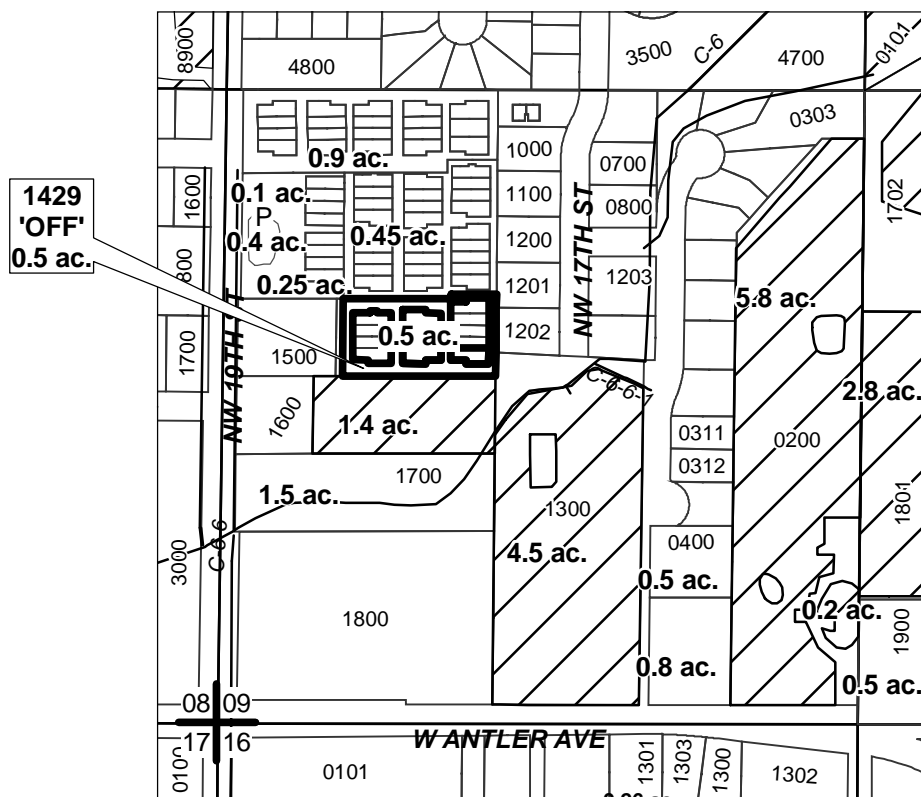 8900
4800
3500
C-6
4700
0101
0303
1000
0.9 ac.
0700
1600
0.1 ac.
1100
1702
1429
'OFF'
0.5 ac.
P
0800
0.4 ac.
0.45 ac.
1200
NW 17TH ST
800
0.25 ac.
1201
1203
5.8 ac.
1700
1500
0.5 ac.
1202
NW 19TH ST
C-6-6-
2.8 ac.
1600
1.4 ac.
0311
0200
0312
1700
1.5 ac.
1300
1801
C-6-6
3000
4.5 ac.
0400
0.5 ac.
1800
0.2 ac.
1900
0.8 ac.
0.5 ac.
08 09
17 16
W ANTLER AVE
0100
0101
1301
1303
1300
1302